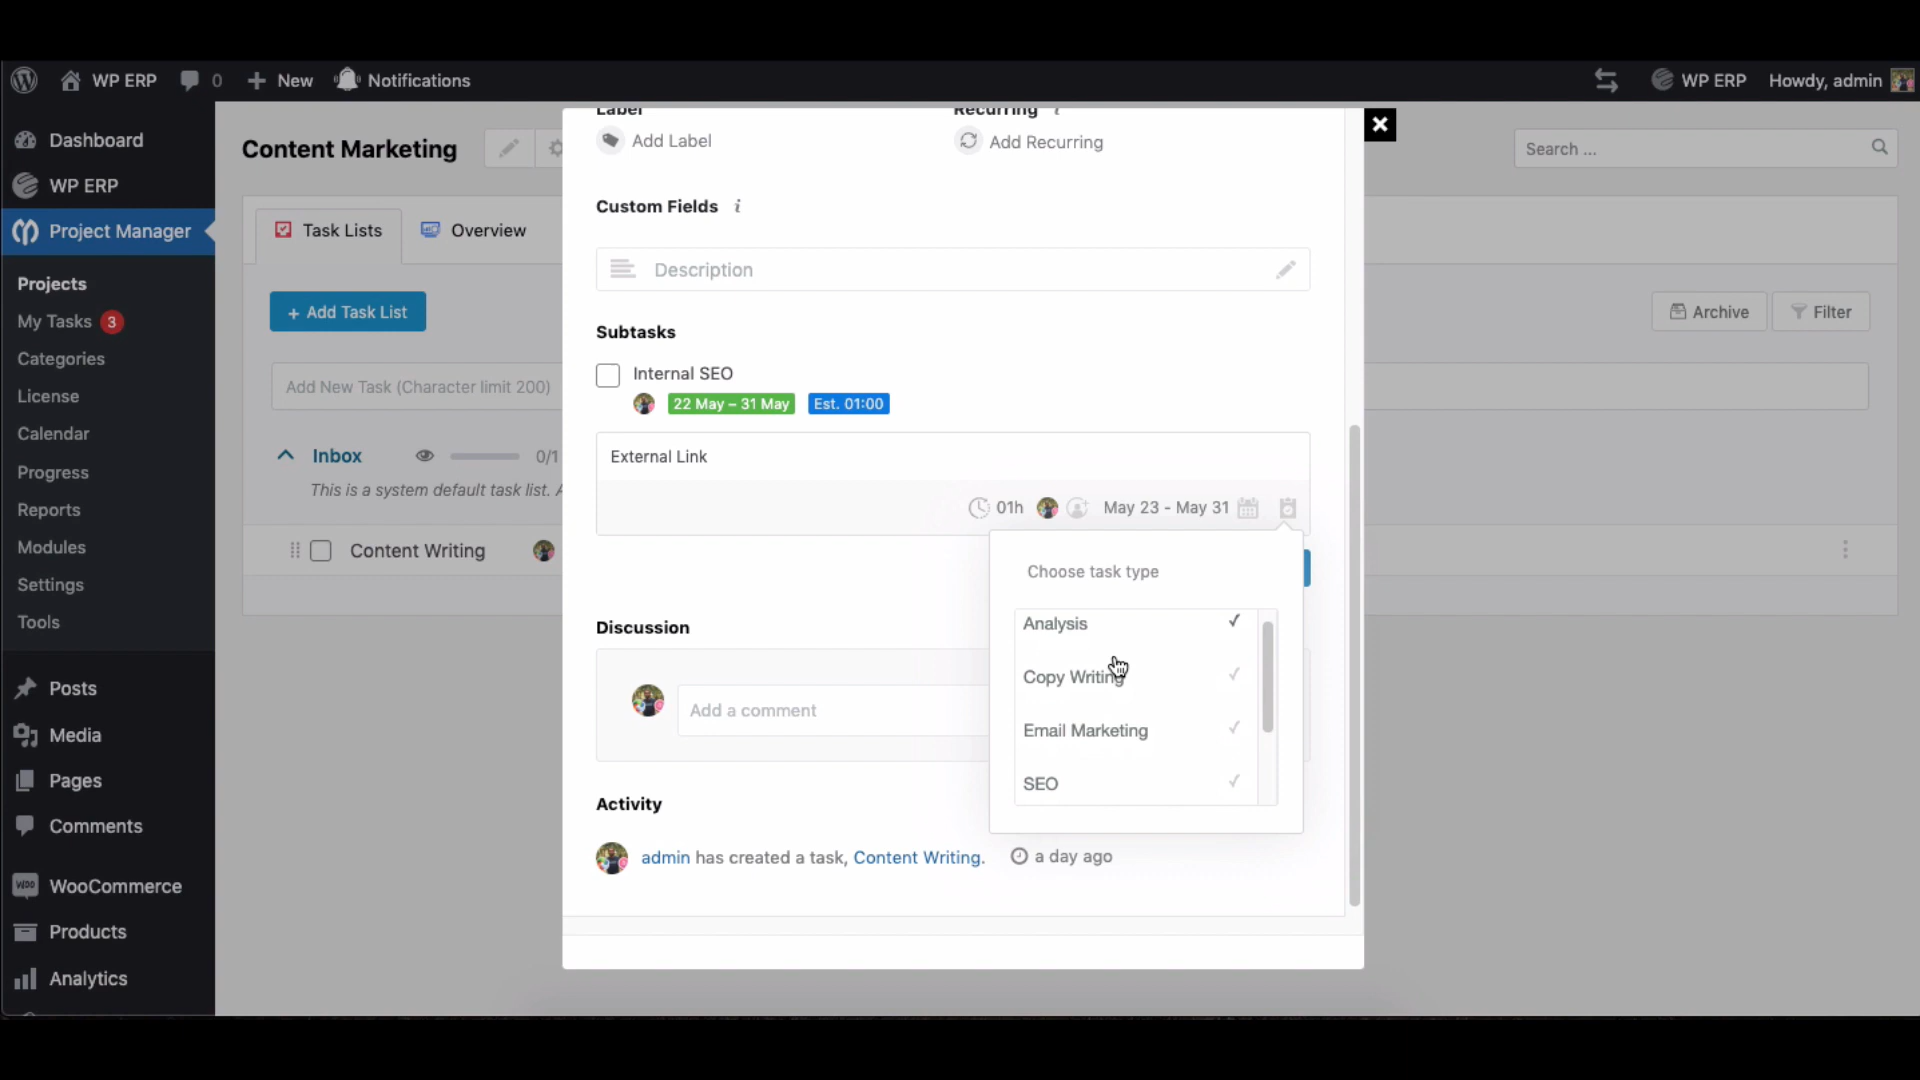 WP ERP
0
New
Notifications
WP ERP
Howdy, admin
Dashboard
WP ERP
Project Manager
Projects
My Tasks 3
Categories
License
Calendar
Progress
Reports
Modules
Settings
Tools
Posts
Media
Pages
Comments
WooCommerce
Products
Analytics
Content Marketing
Search ...
Task Lists
Overview
+ Add Task List
Archive
Filter
Add New Task (Character limit 200)
Inbox
0/1
This is a system default task list.
Content Writing
Label
Recurring
Add Label
Add Recurring
Custom Fields i
Description
Subtasks
Internal SEO
22 May – 31 May
Est. 01:00
External Link
01h
May 23 - May 31
Choose task type
Analysis
Copy Writing
Email Marketing
SEO
Discussion
Add a comment
Activity
admin has created a task, Content Writing.
a day ago